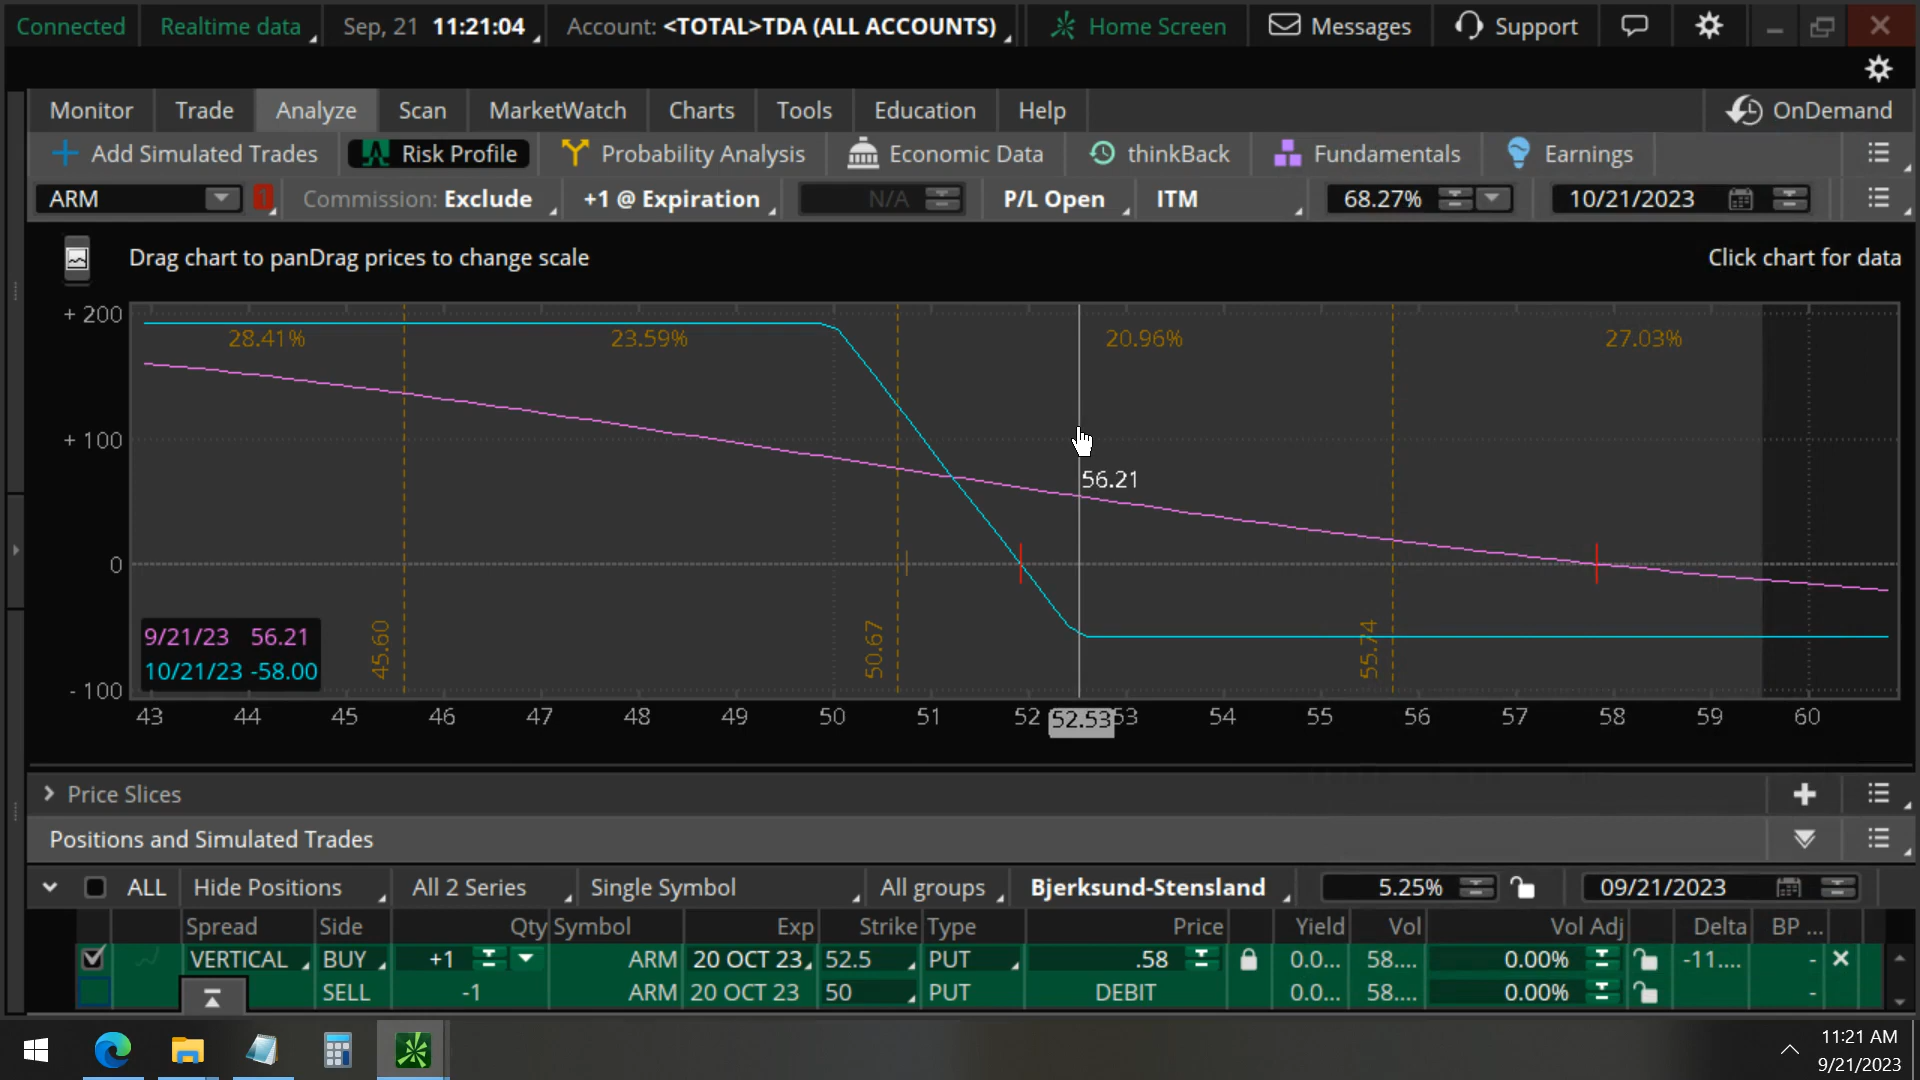 Connected Realtime data Sep, 21 11:21:04 Account: <TOTAL>TDA (ALL ACCOUNTS) Home Screen Messages Support
Monitor Trade Analyze Scan MarketWatch Charts Tools Education Help OnDemand
Add Simulated Trades Risk Profile Probability Analysis Economic Data thinkBack Fundamentals Earnings
ARM 1 Commission: Exclude +1 @ Expiration N/A P/L Open ITM 68.27% 10/21/2023
Drag chart to panDrag prices to change scale Click chart for data
+ 200
28.41% 23.59% 20.96% 27.03%
+ 100
56.21
0
9/21/23 56.21
10/21/23 -58.00
45.60 50.67 55.74
- 100
43 44 45 46 47 48 49 50 51 52 52.53 53 54 55 56 57 58 59 60
Price Slices
Positions and Simulated Trades
ALL Hide Positions All 2 Series Single Symbol All groups Bjerksund-Stensland 5.25% 09/21/2023
Spread Side Qty Symbol Exp Strike Type Price Yield Vol Vol Adj Delta BP ...
VERTICAL BUY +1 ARM 20 OCT 23 52.5 PUT .58 0.0... 58.... 0.00% -11.... -
SELL -1 ARM 20 OCT 23 50 PUT DEBIT 0.0... 58.... 0.00% -
11:21 AM
9/21/2023